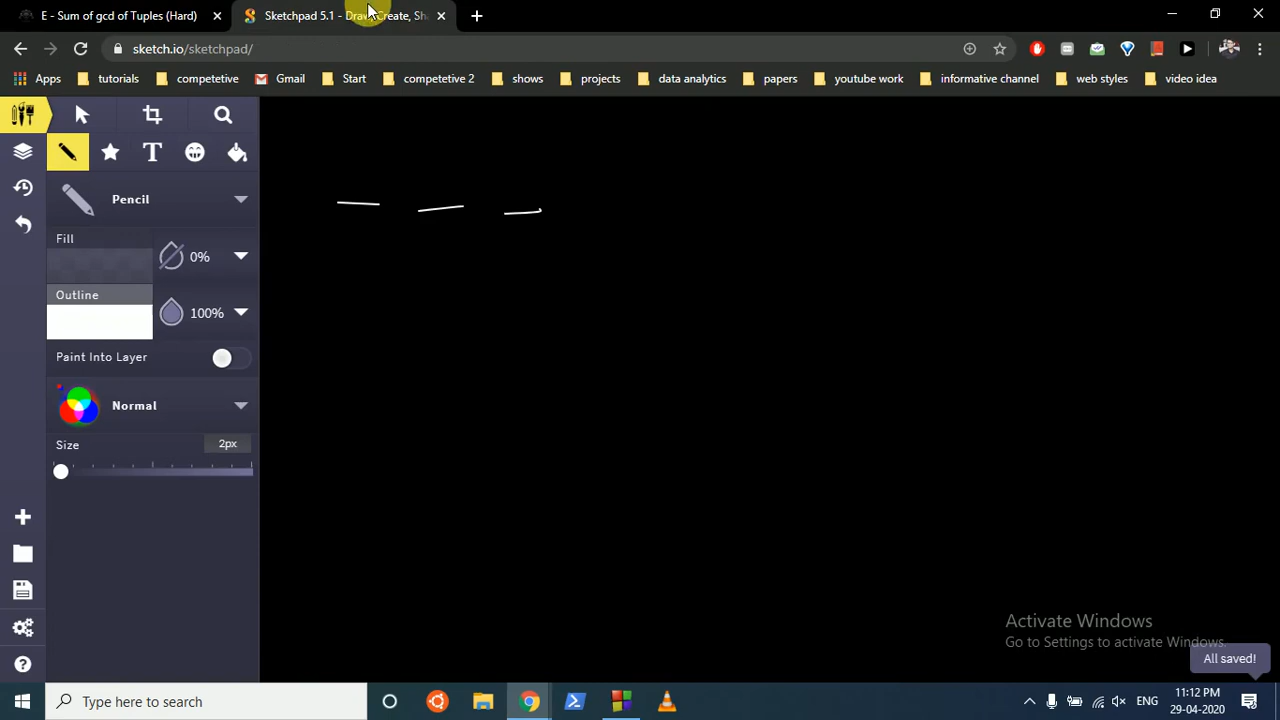 E - Sum of gcd of Tuples (Hard)
Sketchpad 5.1 - Draw, Create, Sha
sketch.io/sketchpad/
Apps tutorials competetive Gmail Start competetive 2 shows projects data analytics papers youtube work informative channel web styles video idea
Pencil
Fill
0%
Outline
100%
Paint Into Layer
Normal
Size 2px
Activate Windows
Go to Settings to activate Windows.
All saved!
Type here to search
ENG
11:12 PM
29-04-2020